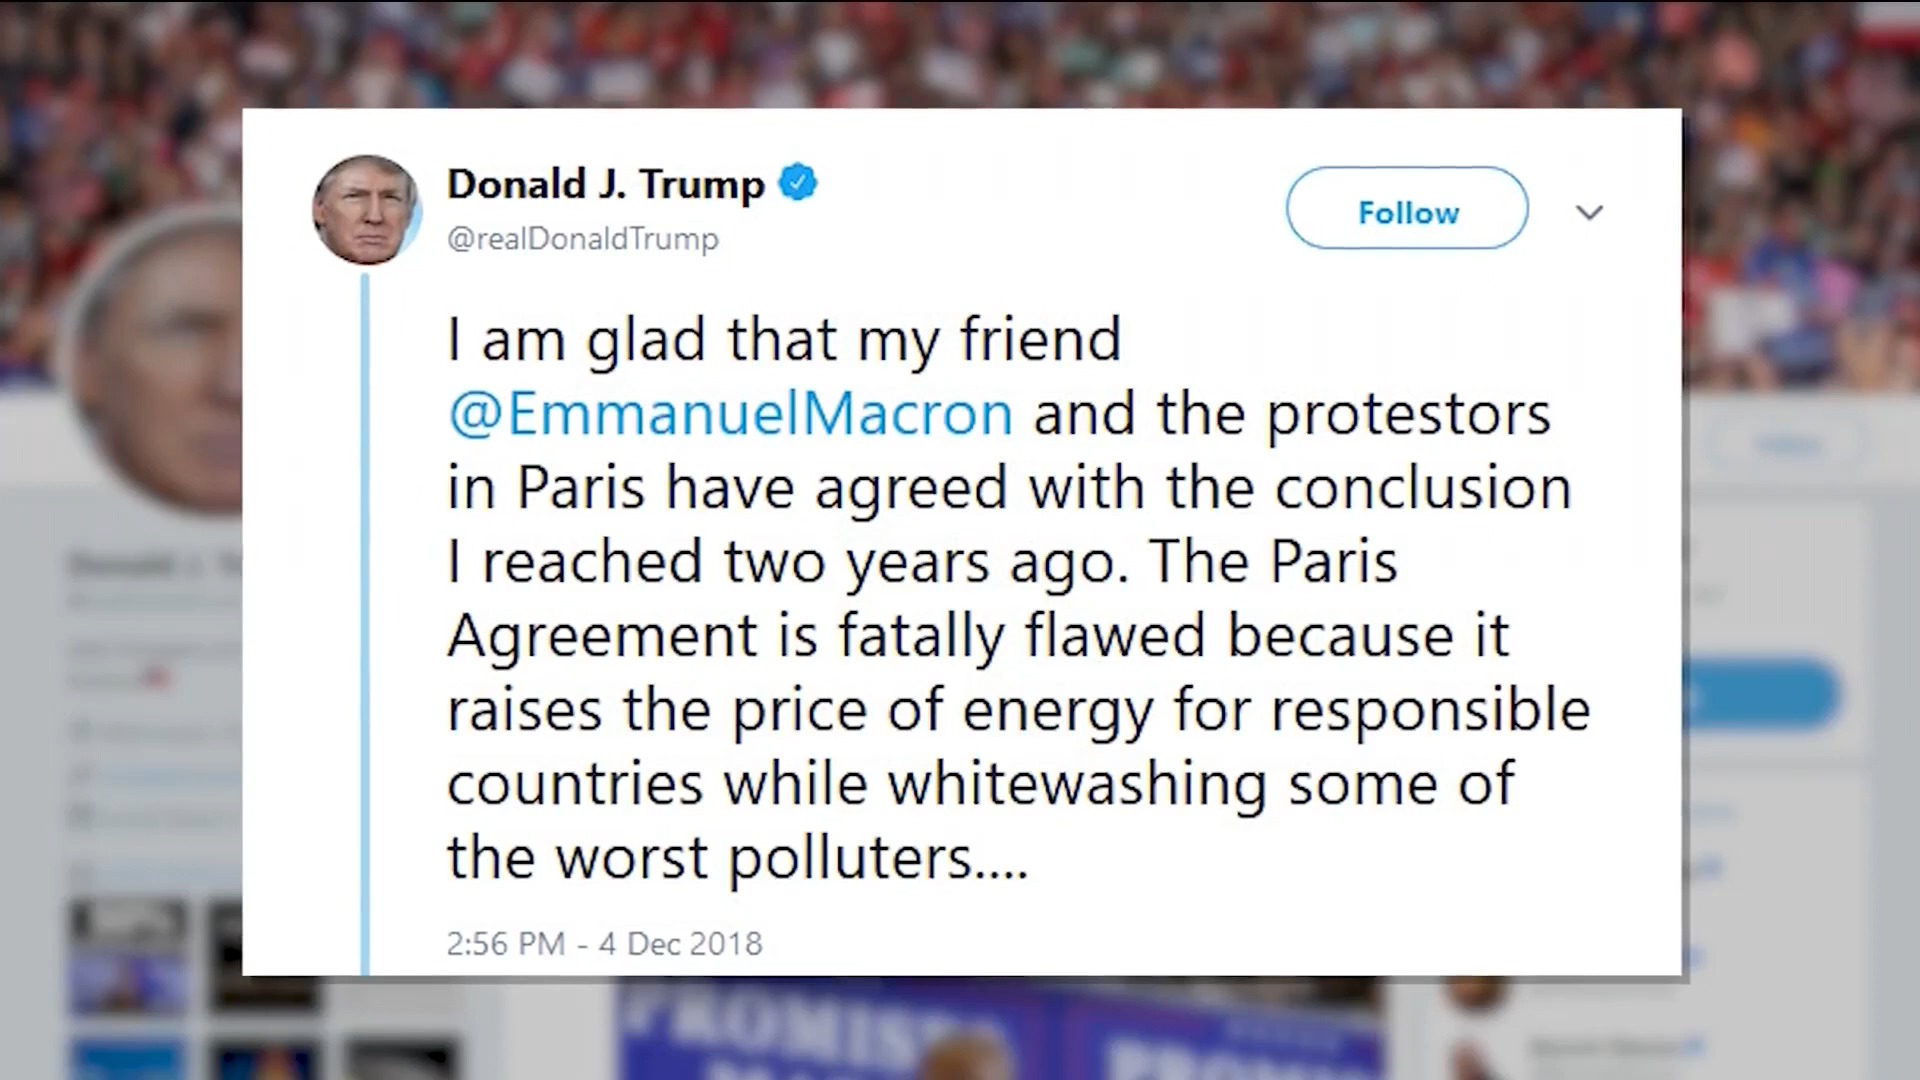 Donald J. Trump
@realDonaldTrump
Follow
I am glad that my friend
@EmmanuelMacron and the protestors
in Paris have agreed with the conclusion
I reached two years ago. The Paris
Agreement is fatally flawed because it
raises the price of energy for responsible
countries while whitewashing some of
the worst polluters....
2:56 PM - 4 Dec 2018